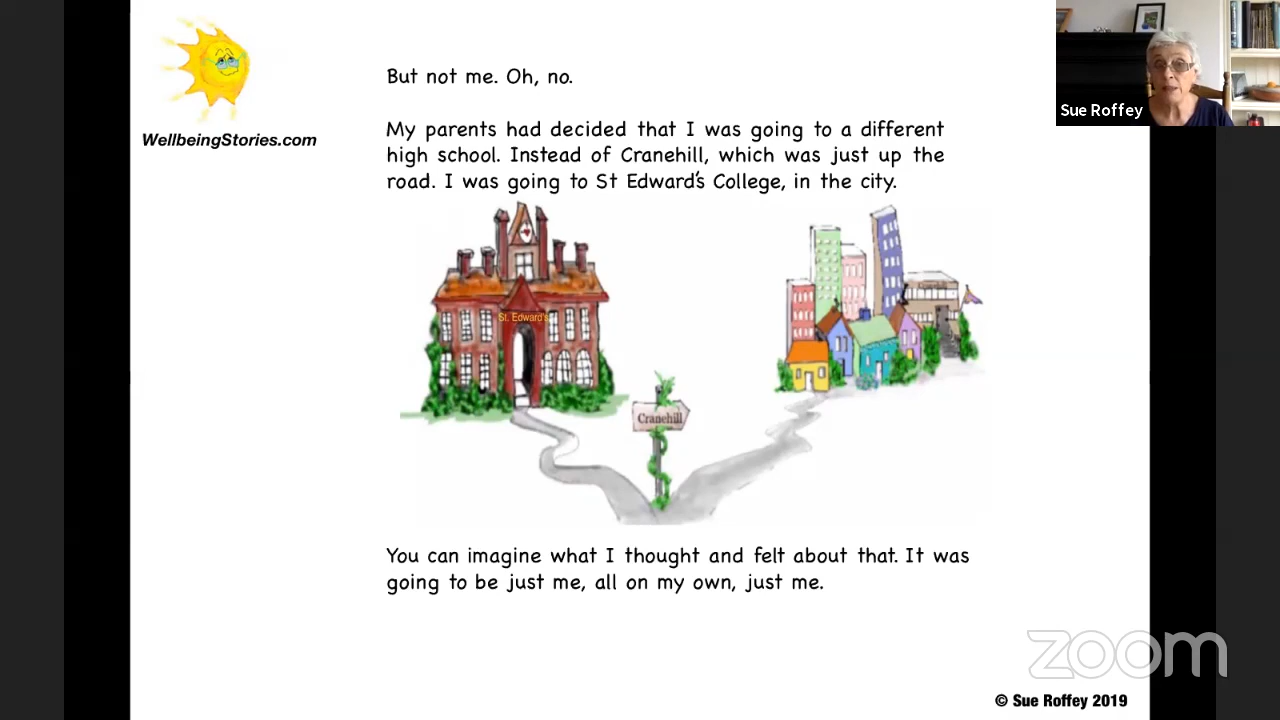 But not me. Oh, no.
Sue Roffey
WellbeingStories.com
My parents had decided that I was going to a different
high school. Instead of Cranehill, which was just up the
road. I was going to St Edward's College, in the city.
St. Edward's
Cranehill
You can imagine what I thought and felt about that. It was
going to be just me, all on my own, just me.
zoom
© Sue Roffey 2019